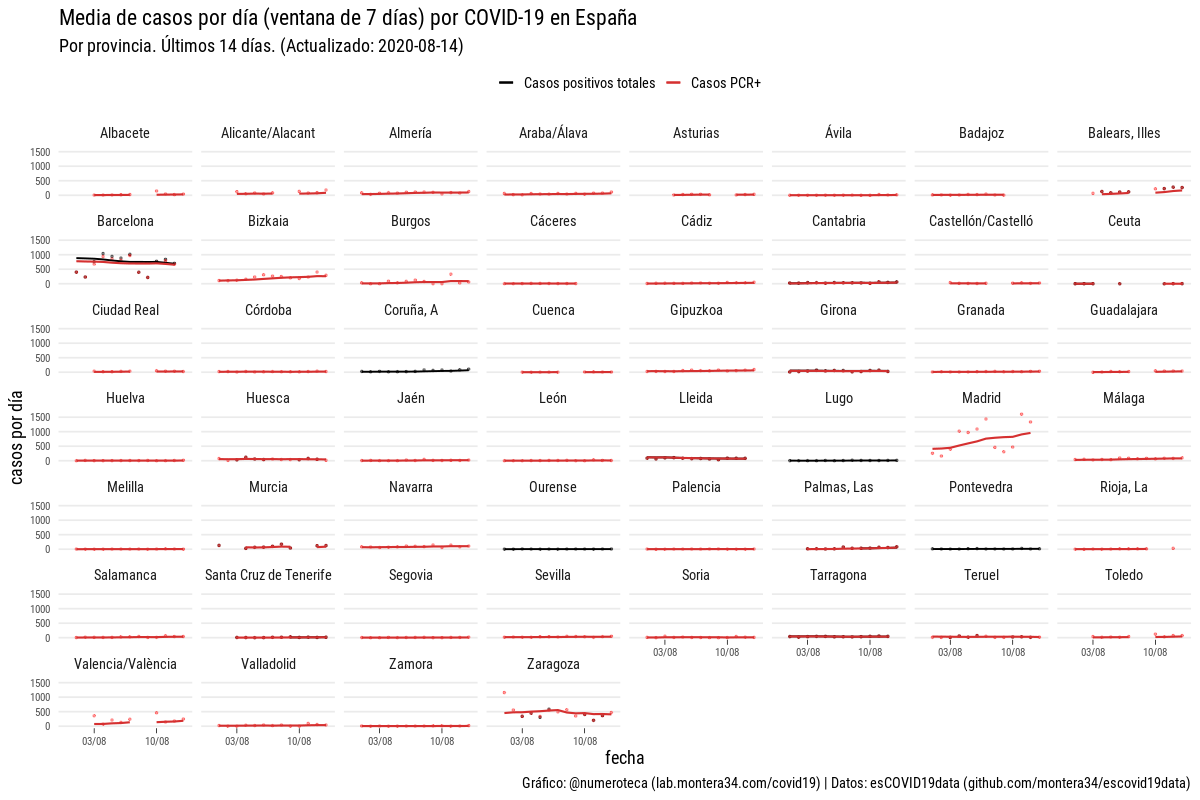 Media de casos por día (ventana de 7 días) por COVID-19 en España
Por provincia. Últimos 14 días. (Actualizado: 2020-08-14)
Casos positivos totales Casos PCR+
casos por día
Albacete Alicante/Alacant Almería Araba/Álava Asturias Ávila Badajoz Balears, Illes
1500
1000
500
0
Barcelona Bizkaia Burgos Cáceres Cádiz Cantabria Castellón/Castelló Ceuta
1500
1000
500
0
Ciudad Real Córdoba Coruña, A Cuenca Gipuzkoa Girona Granada Guadalajara
1500
1000
500
0
Huelva Huesca Jaén León Lleida Lugo Madrid Málaga
1500
1000
500
0
Melilla Murcia Navarra Ourense Palencia Palmas, Las Pontevedra Rioja, La
1500
1000
500
0
Salamanca Santa Cruz de Tenerife Segovia Sevilla Soria Tarragona Teruel Toledo
1500
1000
500
0
03/08 10/08 03/08 10/08 03/08 10/08 03/08 10/08
Valencia/València Valladolid Zamora Zaragoza
1500
1000
500
0
03/08 10/08 03/08 10/08 03/08 10/08 03/08 10/08
fecha
Gráfico: @numeroteca (lab.montera34.com/covid19) | Datos: esCOVID19data (github.com/montera34/escovid19data)